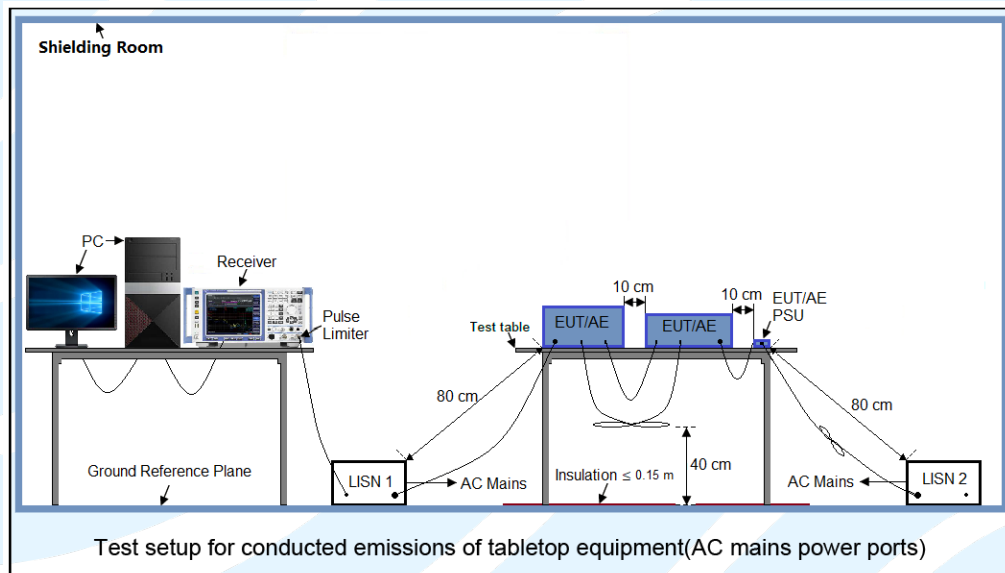 Shielding Room
PC
Receiver
Pulse
Limiter
Test table
10 cm
10 cm
EUT/AE
PSU
EUT/AE
EUT/AE
80 cm
80 cm
40 cm
Ground Reference Plane
LISN 1
AC Mains
Insulation ≤ 0.15 m
AC Mains
LISN 2
Test setup for conducted emissions of tabletop equipment(AC mains power ports)